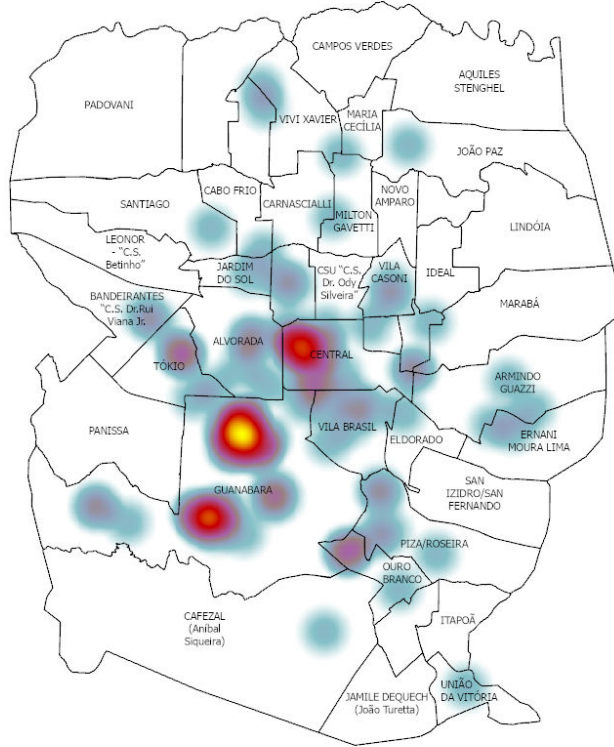 CAMPOS VERDES
AQUILES
STENGHEL
PADOVANI
VIVI XAVIER
MARIA
CECÍLIA
JOÃO PAZ
CABO FRIO
CARNASCIALLI
NOVO
AMPARO
SANTIAGO
MILTON
GAVETTI
LINDÓIA
LEONOR
- "C.S.
Betinho"
JARDIM
DO SOL
CSU "C.S.
Dr. Ody
Silveira"
VILA
CASONI
IDEAL
BANDEIRANTES
"C.S. Dr.Rui
Viana Jr.
MARABÁ
ALVORADA
CENTRAL
TÓKIO
ARMINDO
GUAZZI
PANISSA
VILA BRASIL
ELDORADO
ERNANI
MOURA LIMA
GUANABARA
SAN
IZIDRO/SAN
FERNANDO
PIZA/ROSEIRA
OURO
BRANCO
CAFEZAL
(Aníbal
Siqueira)
ITAPOÃ
JAMILE DEQUECH
(João Turetta)
UNIÃO
DA VITÓRIA